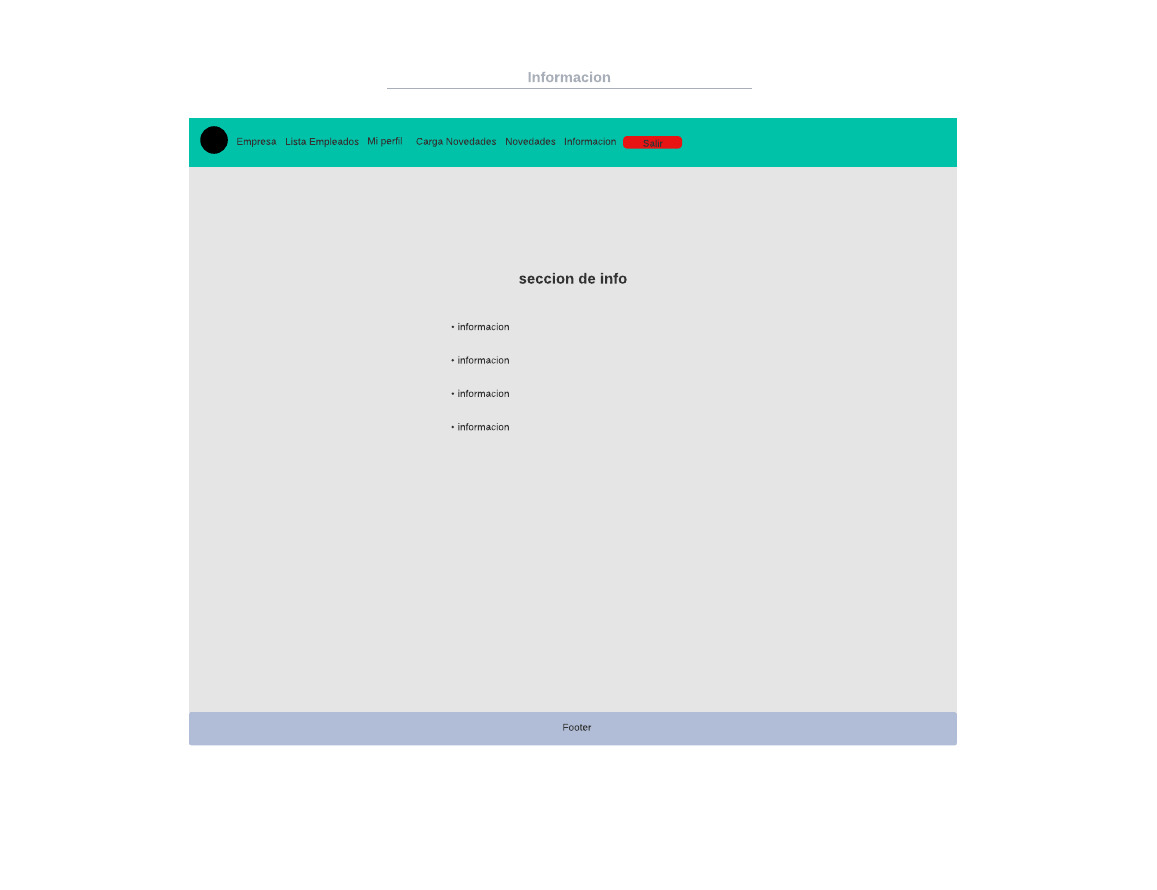 Informacion
Empresa Lista Empleados Mi perfil Carga Novedades Novedades Informacion Salir
seccion de info
• informacion
• informacion
• informacion
• informacion
Footer